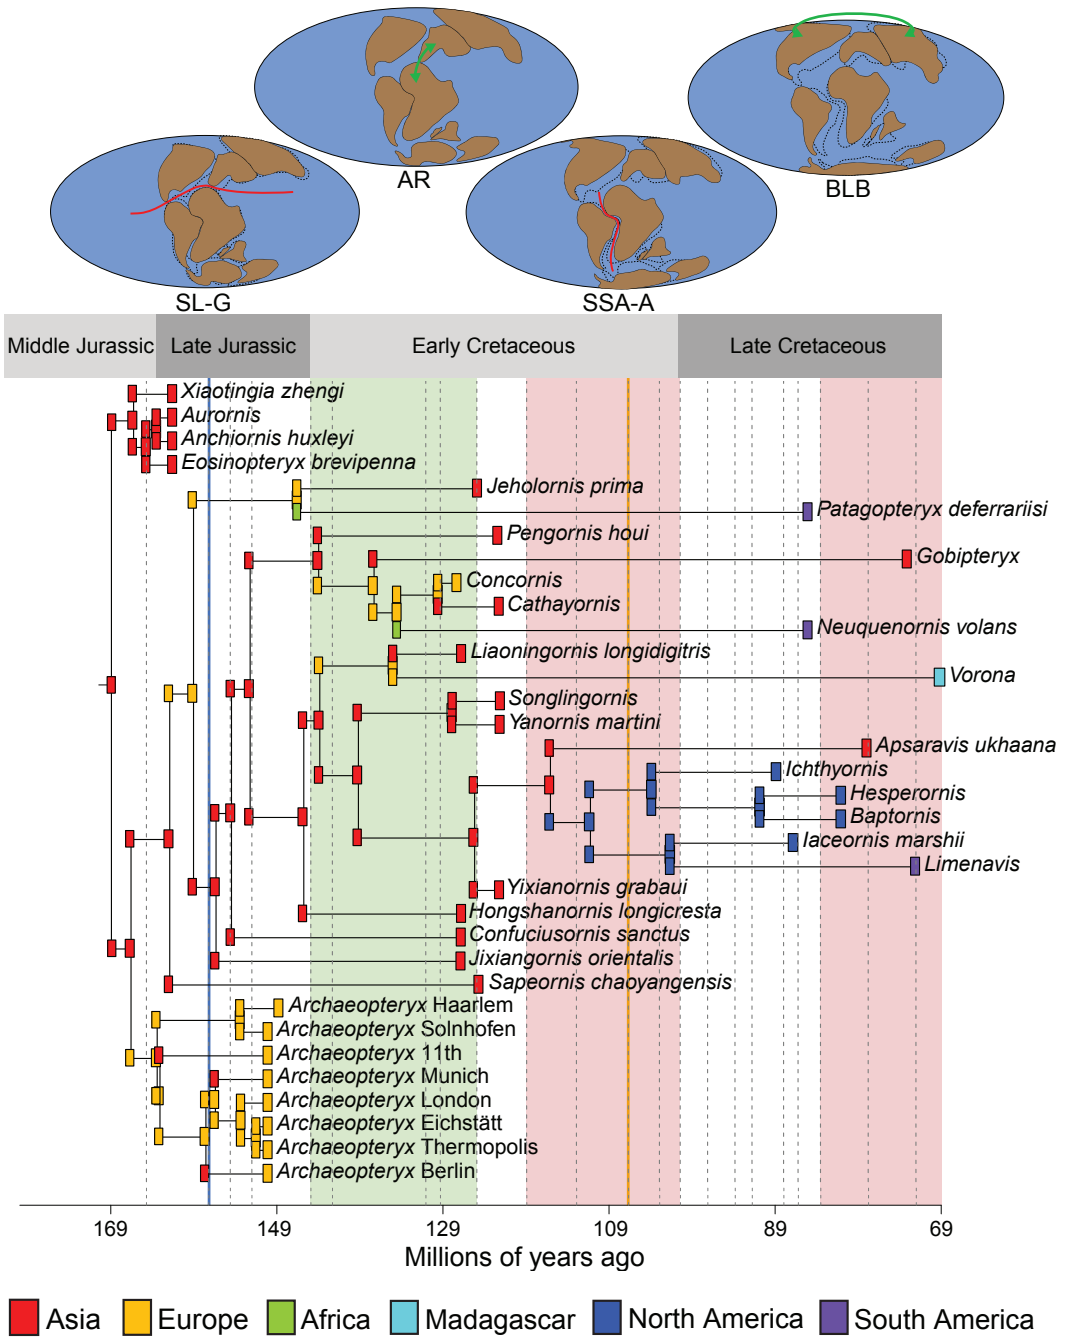 AR
BLB
SL-G
SSA-A
Middle Jurassic Late Jurassic Early Cretaceous Late Cretaceous
Xiaotingia zhengi
Aurornis
Anchiornis huxleyi
Eosinopteryx brevipenna
Jeholornis prima
Patagopteryx deferrariisi
Pengornis houi
Gobipteryx
Concornis
Cathayornis
Neuquenornis volans
Liaoningornis longidigitris
Vorona
Songlingornis
Yanornis martini
Apsaravis ukhaana
Ichthyornis
Hesperornis
Baptornis
Iaceornis marshii
Limenavis
Yixianornis grabaui
Hongshanornis longicresta
Confuciusornis sanctus
Jixiangornis orientalis
Sapeornis chaoyangensis
Archaeopteryx Haarlem
Archaeopteryx Solnhofen
Archaeopteryx 11th
Archaeopteryx Munich
Archaeopteryx London
Archaeopteryx Eichstätt
Archaeopteryx Thermopolis
Archaeopteryx Berlin
169 149 129 109 89 69
Millions of years ago
Asia Europe Africa Madagascar North America South America